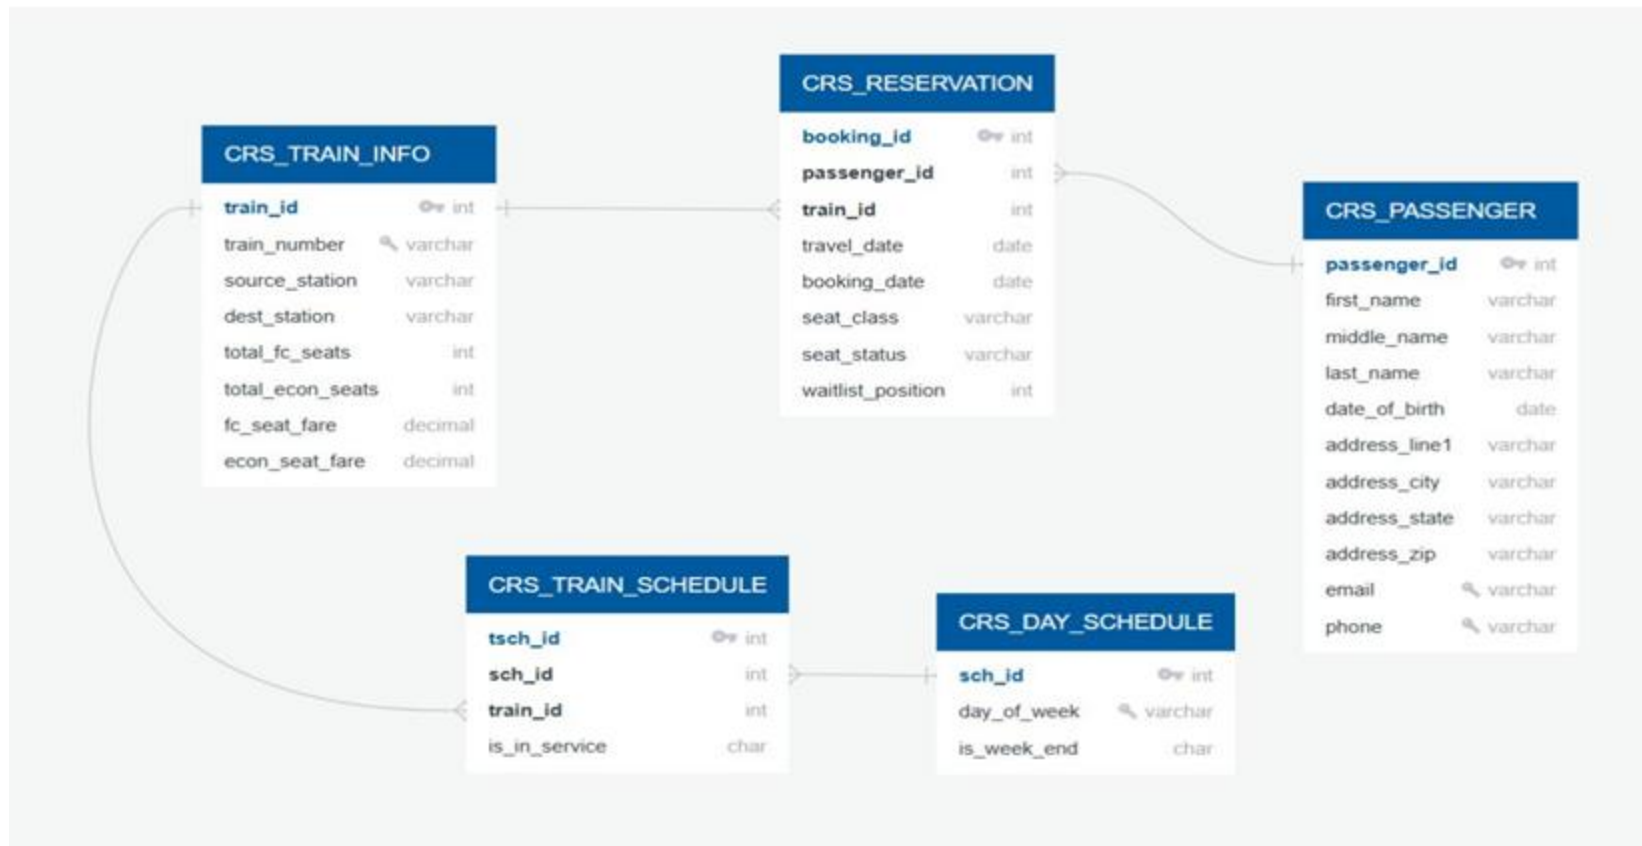 CRS_TRAIN_INFO
train_id int
train_number varchar
source_station varchar
dest_station varchar
total_fc_seats int
total_econ_seats int
fc_seat_fare decimal
econ_seat_fare decimal
CRS_RESERVATION
booking_id int
passenger_id int
train_id int
travel_date date
booking_date date
seat_class varchar
seat_status varchar
waitlist_position int
CRS_PASSENGER
passenger_id int
first_name varchar
middle_name varchar
last_name varchar
date_of_birth date
address_line1 varchar
address_city varchar
address_state varchar
address_zip varchar
email varchar
phone varchar
CRS_TRAIN_SCHEDULE
tsch_id int
sch_id int
train_id int
is_in_service char
CRS_DAY_SCHEDULE
sch_id int
day_of_week varchar
is_week_end char